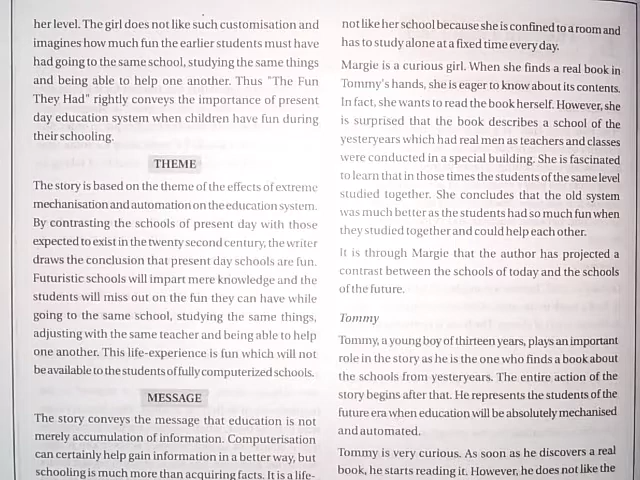 her level. The girl does not like such customisation and
imagines how much fun the earlier students must have
had going to the same school, studying the same things
and being able to help one another. Thus "The Fun
They Had" rightly conveys the importance of present
day education system when children have fun during
their schooling.
THEME
The story is based on the theme of the effects of extreme
mechanisation and automation on the education system.
By contrasting the schools of present day with those
expected to exist in the twenty second century, the writer
draws the conclusion that present day schools are fun.
Futuristic schools will impart mere knowledge and the
students will miss out on the fun they can have while
going to the same school, studying the same things,
adjusting with the same teacher and being able to help
one another. This life-experience is fun which will not
be available to the students of fully computerized schools.
MESSAGE
The story conveys the message that education is not
merely accumulation of information. Computerisation
can certainly help gain information in a better way, but
schooling is much more than acquiring facts. It is a life-
not like her school because she is confined to a room and
has to study alone at a fixed time every day.
Margie is a curious girl. When she finds a real book in
Tommy's hands, she is eager to know about its contents.
In fact, she wants to read the book herself. However, she
is surprised that the book describes a school of the
yesteryears which had real men as teachers and classes
were conducted in a special building. She is fascinated
to learn that in those times the students of the same level
studied together. She concludes that the old system
was much better as the students had so much fun when
they studied together and could help each other.
It is through Margie that the author has projected a
contrast between the schools of today and the schools
of the future.
Tommy
Tommy, a young boy of thirteen years, plays an important
role in the story as he is the one who finds a book about
the schools from yesteryears. The entire action of the
story begins after that. He represents the students of the
future era when education will be absolutely mechanised
and automated.
Tommy is very curious. As soon as he discovers a real
book, he starts reading it. However, he does not like the